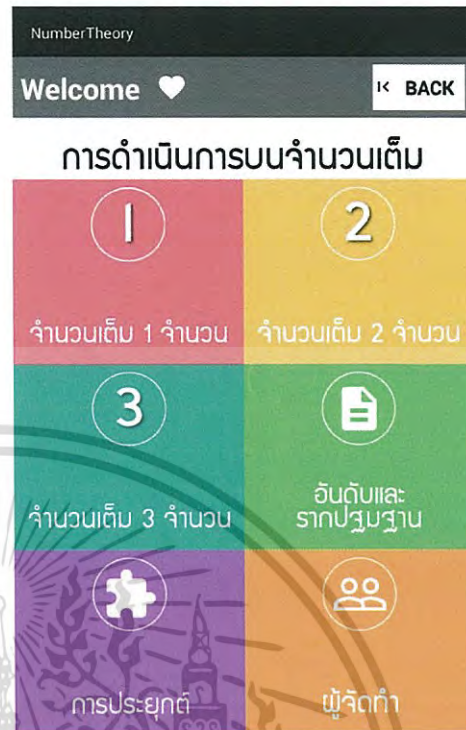 NumberTheory
Welcome
BACK
การดำเนินการบนจำนวนเต็ม
1
2
จำนวนเต็ม 1 จำนวน
จำนวนเต็ม 2 จำนวน
3
จำนวนเต็ม 3 จำนวน
อันดับและ
รากปฐมฐาน
การประยุกต์
ผู้จัดทำ